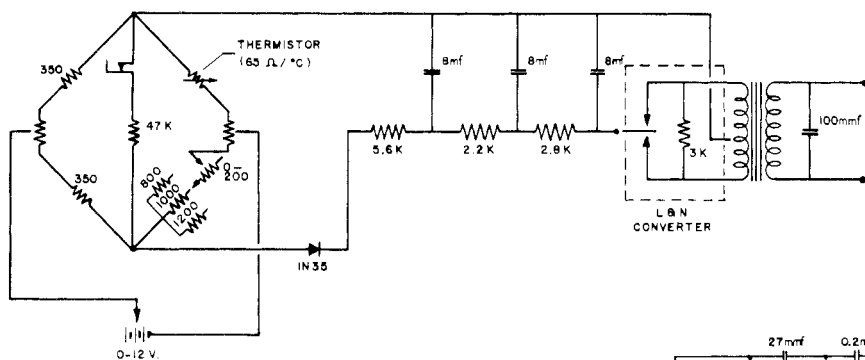 350
THERMISTOR
(65 Ω/°C)
8mf
8mf
8mf
100mmf
47K
5.6K
2.2K
2.8K
3K
350
800
1000
1200
0-
200
L & N
CONVERTER
1N35
0-12 V.
27mmf